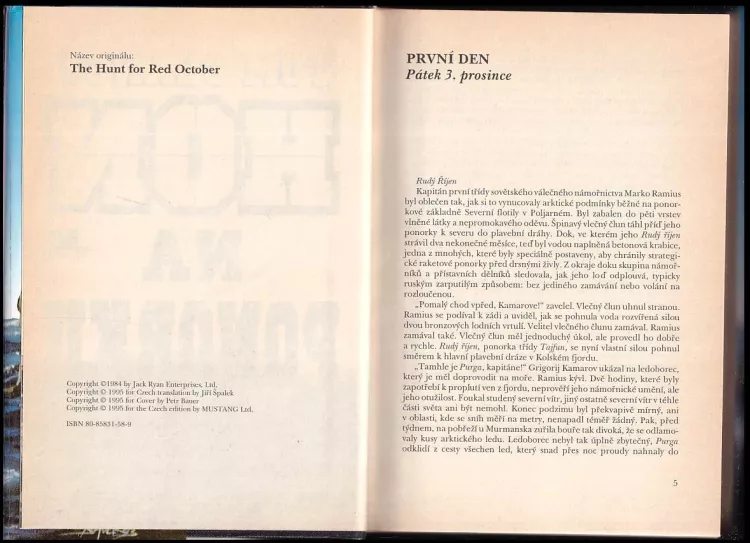 Název originálu:
The Hunt for Red October
Copyright ©1984 by Jack Ryan Enterprises, Ltd.
Copyright © 1995 for Czech translation by Jiří Špalek
Copyright © 1995 for Cover by Petr Bauer
Copyright © 1995 for the Czech edition by MUSTANG Ltd.
ISBN 80-85831-58-9
PRVNÍ DEN
Pátek 3. prosince
Rudý Říjen
Kapitán první třídy sovětského válečného námořnictva Marko Ramius
byl oblečen tak, jak si to vynucovaly arktické podmínky běžné na ponor-
kové základně Severní flotily v Poljarném. Byl zabalen do pěti vrstev
vlněné látky a nepromokavého oděvu. Špinavý vlečný člun táhl příď jeho
ponorky k severu do plavební dráhy. Dok, ve kterém jeho Rudý říjen
strávil dva nekonečné měsíce, teď byl vodou naplněná betonová krabice,
jedna z mnohých, které byly speciálně postaveny, aby chránily strategi-
cké raketové ponorky před drsnými živly. Z okraje doku skupina námoř-
níků a přístavních dělníků sledovala, jak jeho loď odplouvá, typicky
ruským zarputilým způsobem: bez jediného zamávání nebo volání na
rozloučenou.
„Pomalý chod vpřed, Kamarove!” zavelel. Vlečný člun uhnul stranou.
Ramius se podíval k zádi a uviděl, jak se pohnula voda rozvířená silou
dvou bronzových lodních vrtulí. Velitel vlečného člunu zamával. Ramius
zamával také. Vlečný člun měl jednoduchý úkol, ale provedl ho dobře
a rychle. Rudý říjen, ponorka třídy Tajfun, se nyní vlastní silou pohnul
směrem k hlavní plavební dráze v Kolském fjordu.
„Tamhle je Purga, kapitáne!” Grigorij Kamarov ukázal na ledoborec,
který je měl doprovodit na moře. Ramius kývl. Dvě hodiny, které byly
zapotřebí k proplutí ven z fjordu, neprověří jeho námořnické umění, ale
jeho otužilost. Foukal studený severní vítr, jiný ostatně severní vítr v téhle
části světa ani být nemohl. Konec podzimu byl překvapivě mírný, ani
v oblasti, kde se sníh měří na metry, nenapadl téměř žádný. Pak, před
týdnem, na pobřeží u Murmanska zuřila bouře tak divoká, že se odlamo-
valy kusy arktického ledu. Ledoborec nebyl tak úplně zbytečný, Purga
odklidí z cesty všechen led, který snad přes noc proudy nahnaly do
5